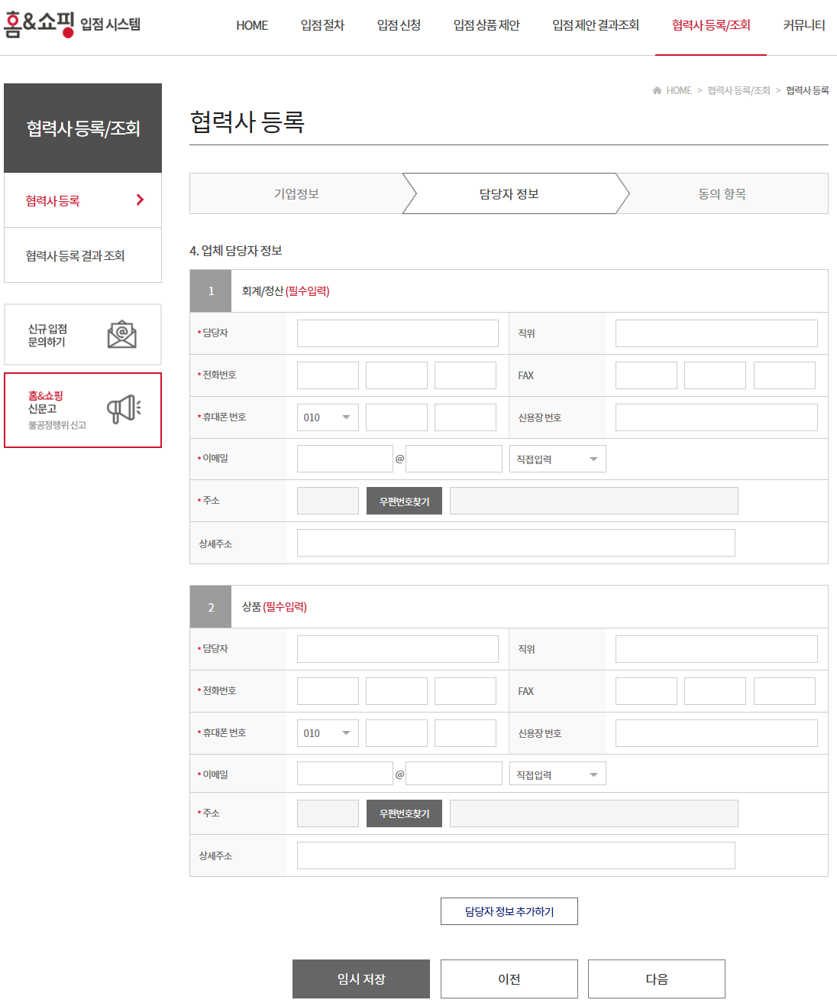 홈&쇼핑 입점 시스템
HOME 입점 절차 입점 신청 입점 상품 제안 입점 제안 결과조회 협력사 등록/조회 커뮤니티
HOME > 협력사 등록/조회 > 협력사 등록
협력사 등록/조회
협력사 등록
협력사 등록 결과 조회
신규 입점
문의하기
홈&쇼핑
신문고
불공정행위 신고
협력사 등록
기업정보 담당자 정보 동의 항목
4. 업체 담당자 정보
1 회계/정산 (필수입력)
* 담당자 직위
* 전화번호 FAX
* 휴대폰 번호 010 신용장 번호
* 이메일 @ 직접입력
* 주소 우편번호찾기
상세주소
2 상품 (필수입력)
* 담당자 직위
* 전화번호 FAX
* 휴대폰 번호 010 신용장 번호
* 이메일 @ 직접입력
* 주소 우편번호찾기
상세주소
담당자 정보 추가하기
임시 저장 이전 다음